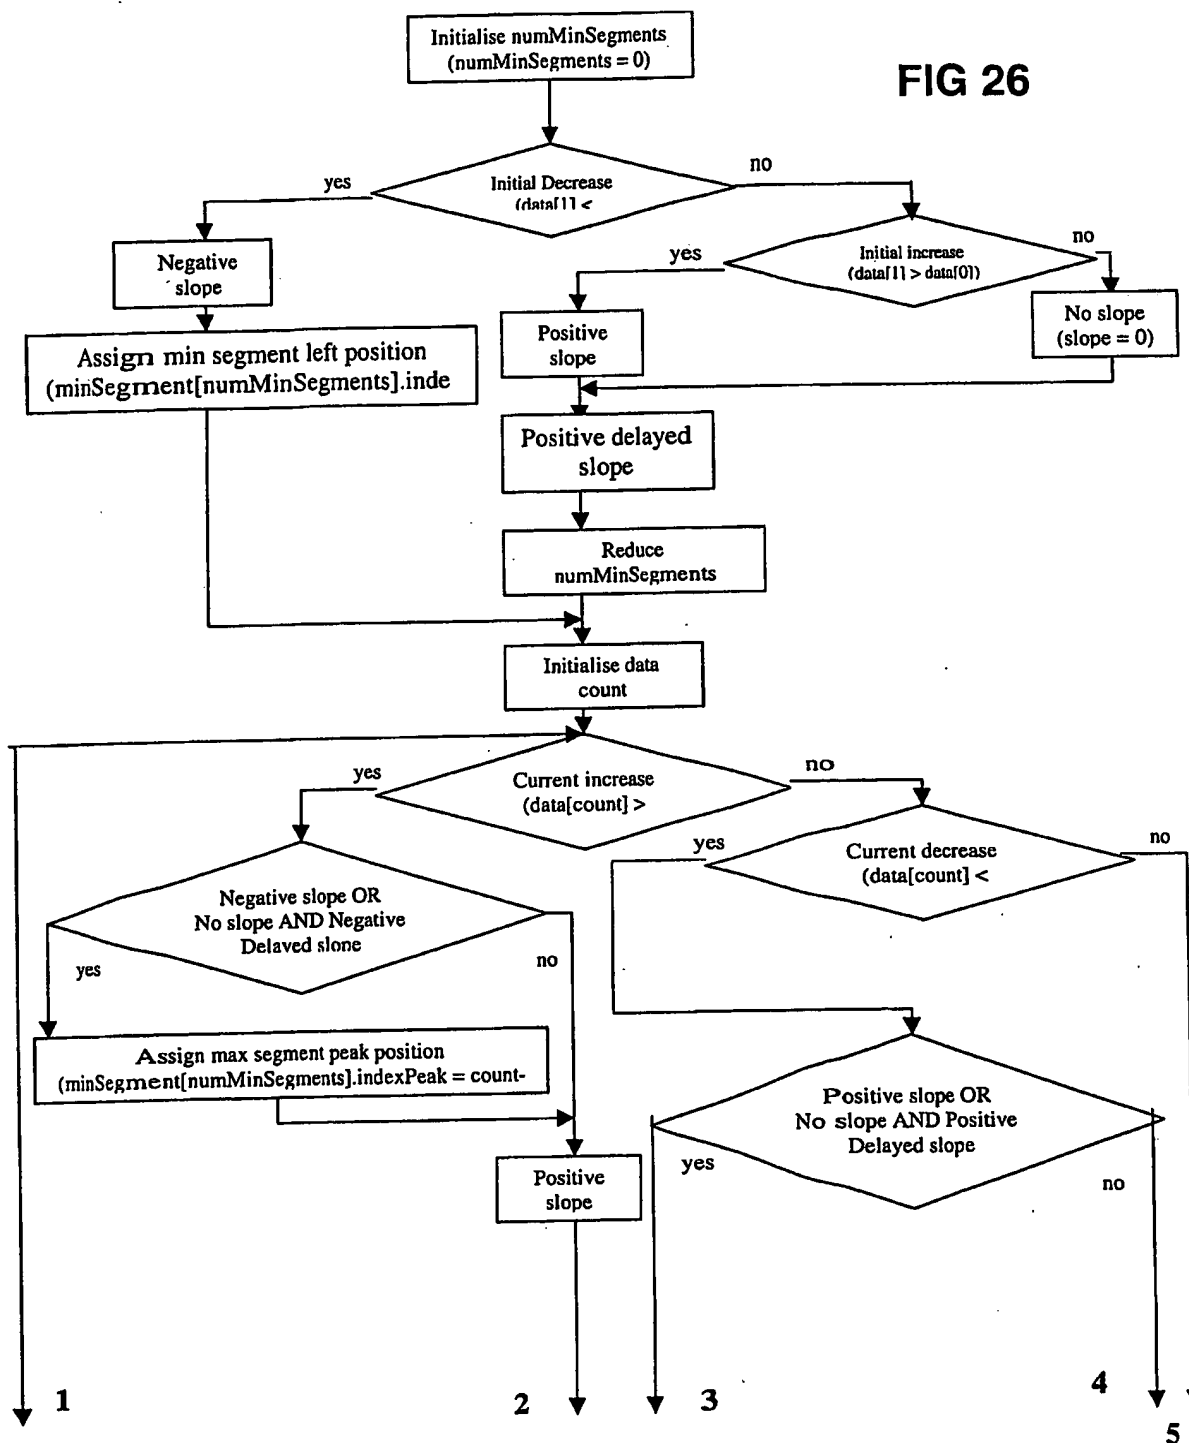 Initialise numMinSegments
(numMinSegments = 0)
FIG 26
Initial Decrease
(data[1] <
yes
no
Negative
slope
Initial increase
(data[1] > data[0])
yes
no
No slope
(slope = 0)
Positive
slope
Assign min segment left position
(minSegment[numMinSegments].inde
Positive delayed
slope
Reduce
numMinSegments
Initialise data
count
Current increase
(data[count] >
yes
no
Current decrease
(data[count] <
yes
no
Negative slope OR
No slope AND Negative
Delayed slope
yes
no
Assign max segment peak position
(minSegment[numMinSegments].indexPeak = count-
Positive slope OR
No slope AND Positive
Delayed slope
yes
no
Positive
slope
1
2
3
4
5